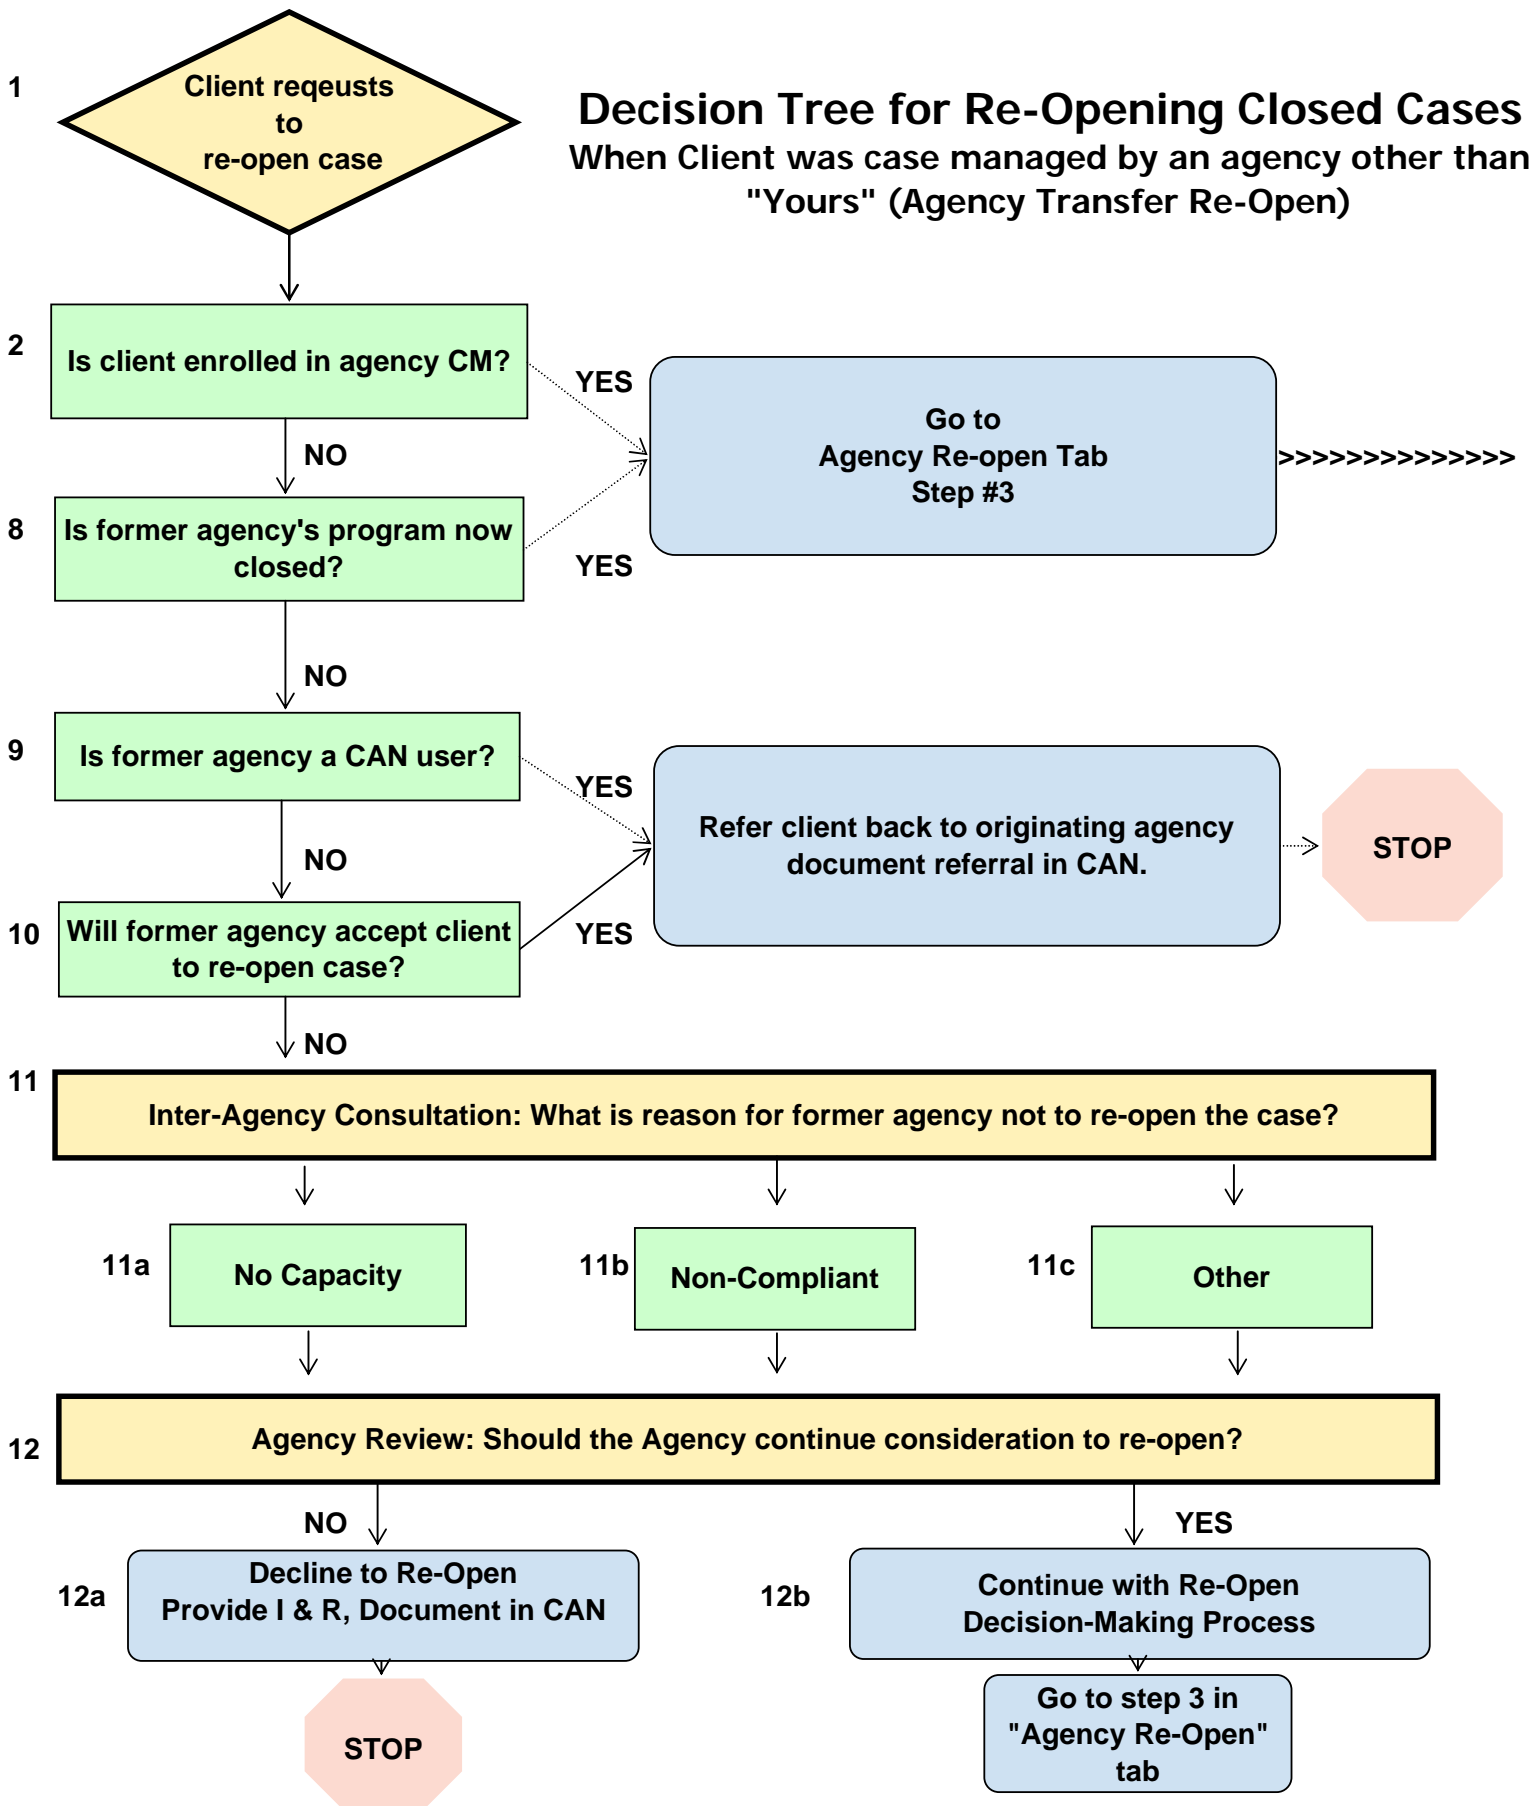 1
Client reqeusts
to
re-open case
Decision Tree for Re-Opening Closed Cases
When Client was case managed by an agency other than
"Yours" (Agency Transfer Re-Open)
2
Is client enrolled in agency CM?
YES
Go to
Agency Re-open Tab
Step #3
>>>>>>>>>>>>>>
NO
8
Is former agency's program now
closed?
YES
NO
9
Is former agency a CAN user?
YES
Refer client back to originating agency
document referral in CAN.
STOP
NO
10
Will former agency accept client
to re-open case?
YES
NO
11
Inter-Agency Consultation: What is reason for former agency not to re-open the case?
11a
No Capacity
11b
Non-Compliant
11c
Other
12
Agency Review: Should the Agency continue consideration to re-open?
NO
YES
12a
Decline to Re-Open
Provide I & R, Document in CAN
12b
Continue with Re-Open
Decision-Making Process
STOP
Go to step 3 in
"Agency Re-Open"
tab